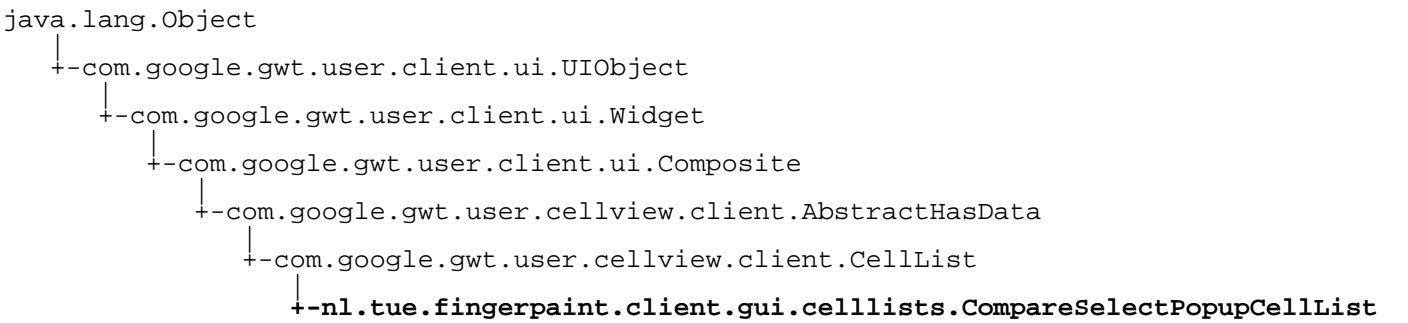 java.lang.Object
+-com.google.gwt.user.client.ui.UIObject
+-com.google.gwt.user.client.ui.Widget
+-com.google.gwt.user.client.ui.Composite
+-com.google.gwt.user.cellview.client.AbstractHasData
+-com.google.gwt.user.cellview.client.CellList
+-nl.tue.fingerpaint.client.gui.celllists.CompareSelectPopupCellList